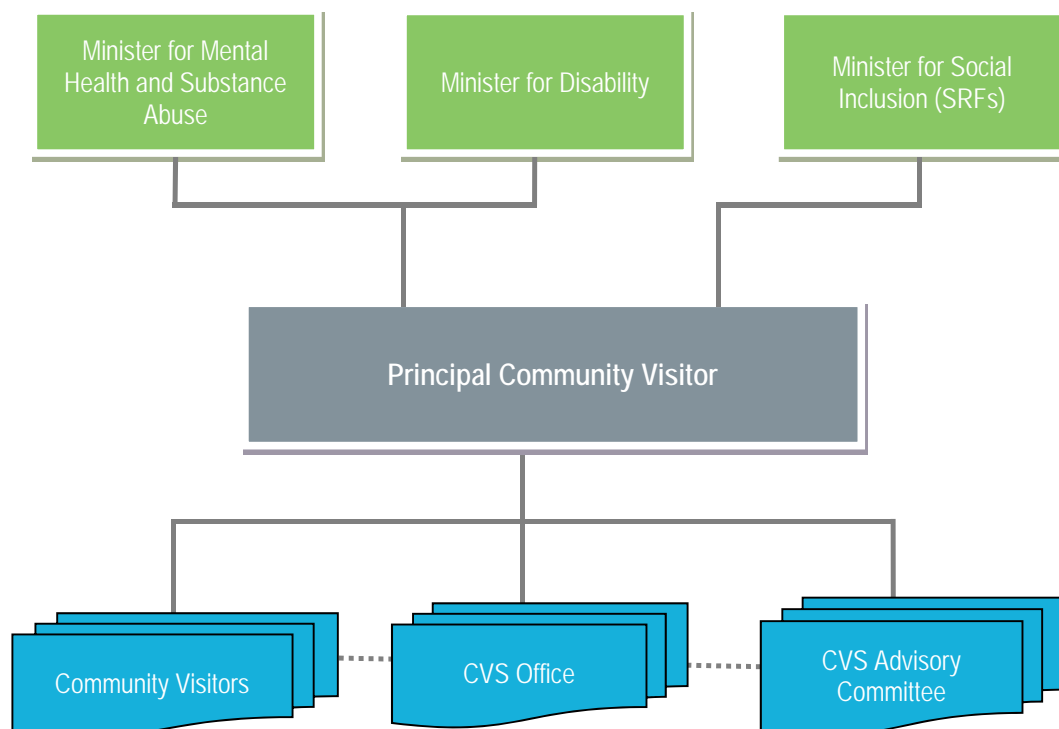 Minister for Mental
Health and Substance
Abuse
Minister for Disability
Minister for Social
Inclusion (SRFs)
Principal Community Visitor
Community Visitors
CVS Office
CVS Advisory
Committee